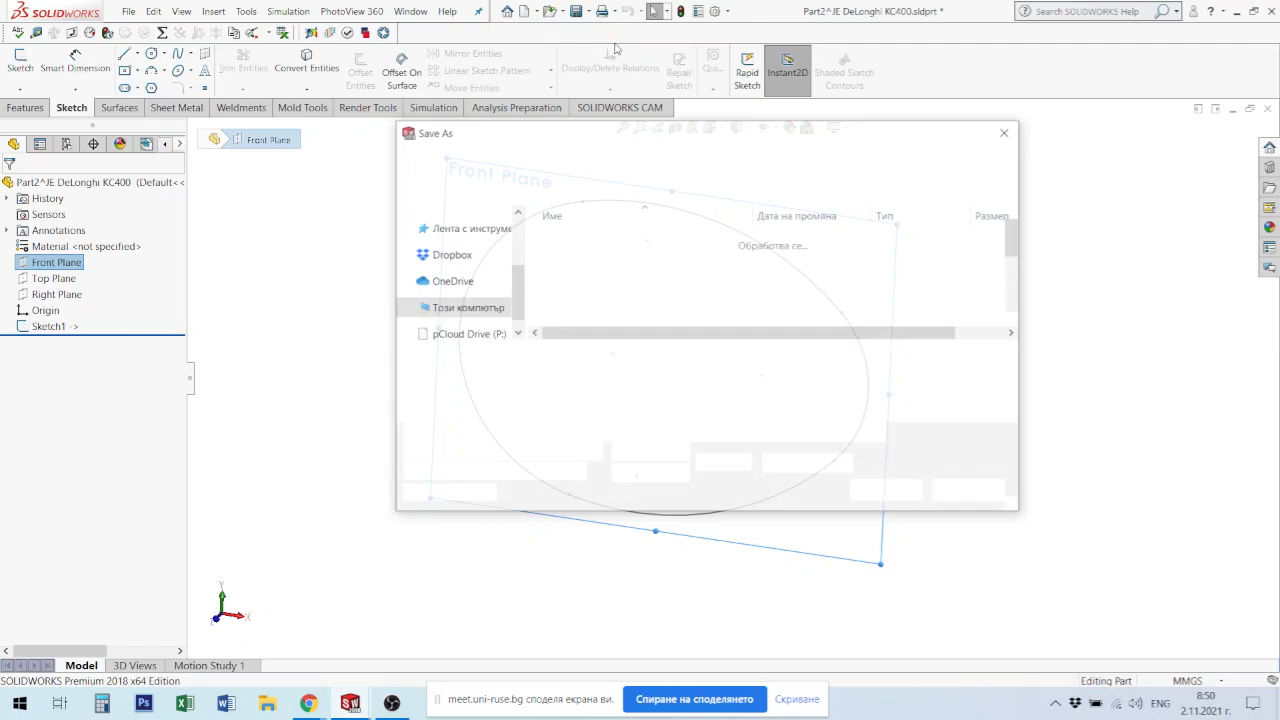 SOLIDWORKS File Edit View Insert Tools Simulation PhotoView 360 Window Help Part2^JE DeLonghi KC400.sldprt * Search SOLIDWORKS Help
Sketch Smart Dimension Trim Entities Convert Entities Offset Entities Offset On Surface Mirror Entities Linear Sketch Pattern Move Entities Display/Delete Relations Repair Sketch Qui... Rapid Sketch Instant2D Shaded Sketch Contours
Features Sketch Surfaces Sheet Metal Weldments Mold Tools Render Tools Simulation Analysis Preparation SOLIDWORKS CAM
Front Plane
Part2^JE DeLonghi KC400 (Default<<
History
Sensors
Annotations
Material <not specified>
Front Plane
Top Plane
Right Plane
Origin
Sketch1 ->
Save As
Front Plane
Име Дата на промяна Тип Размер
Обработва се...
Лента с инструме
Dropbox
OneDrive
Този компютър
pCloud Drive (P:)
Y
X
Z
Model 3D Views Motion Study 1
SOLIDWORKS Premium 2018 x64 Edition Editing Part MMGS
meet.uni-ruse.bg споделя екрана ви. Спиране на споделянето Скриване
8:50
2.11.2021 г.